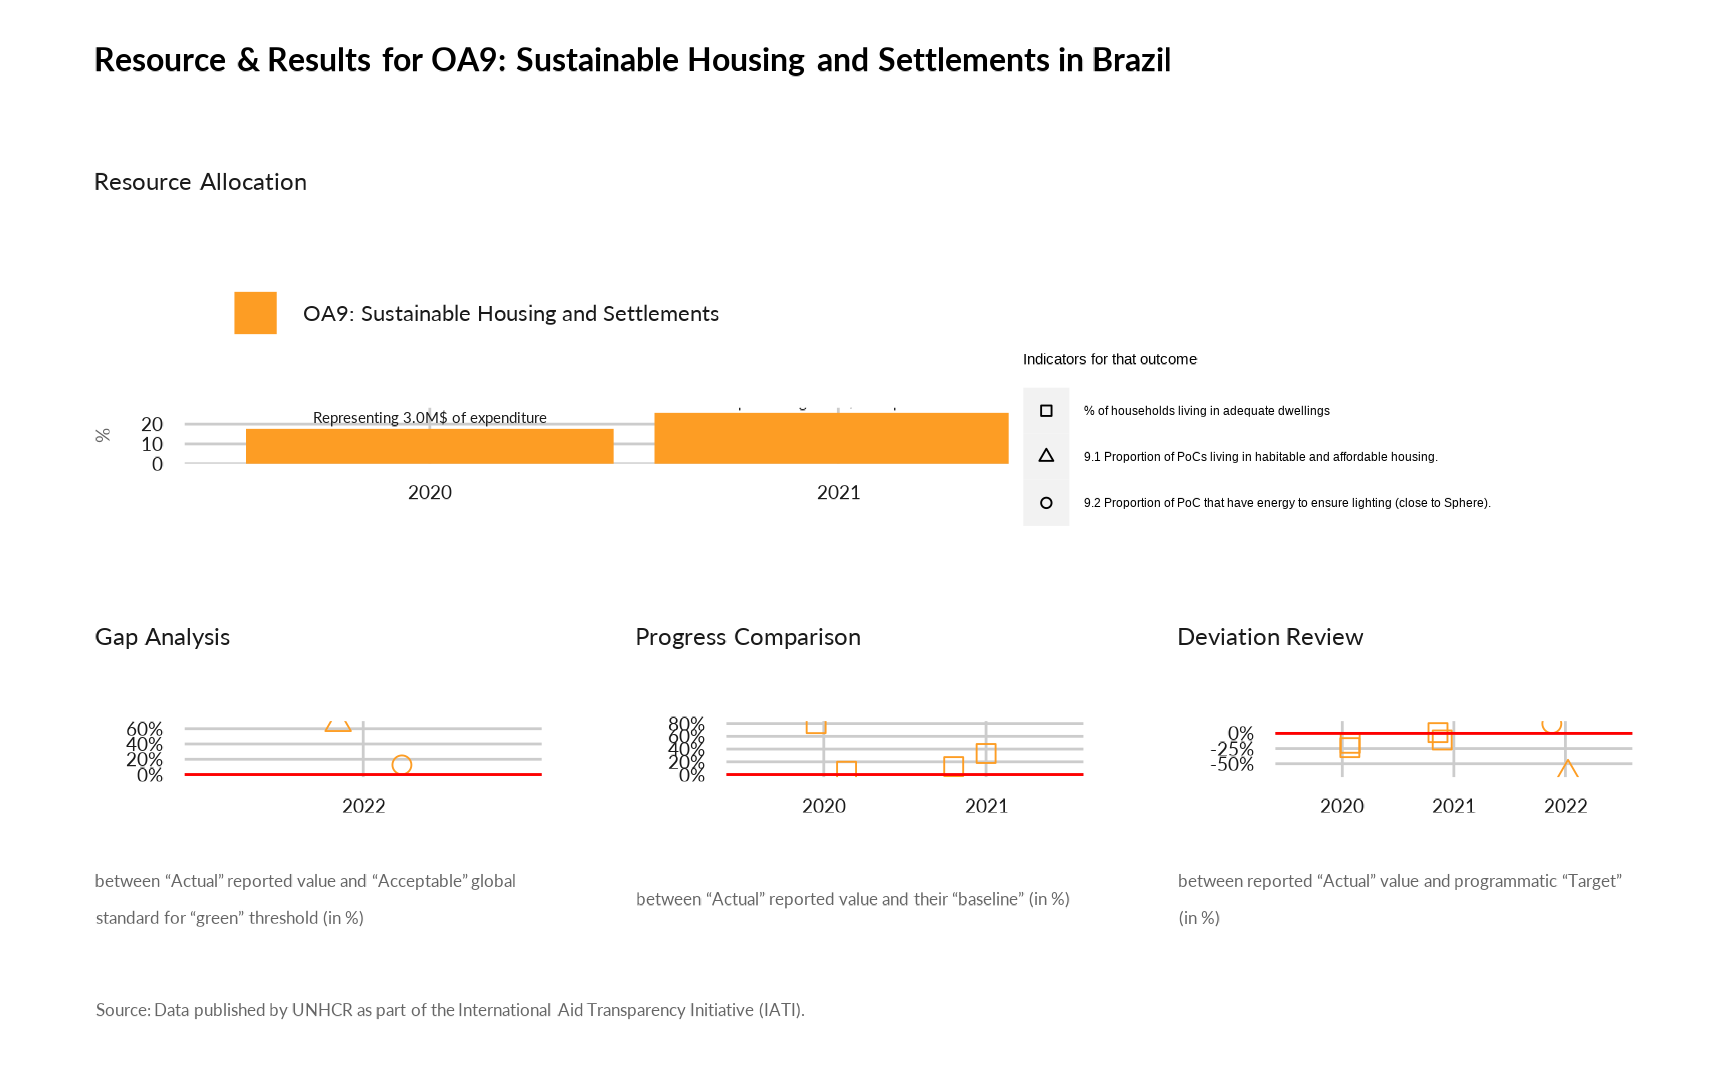 Resource & Results for OA9: Sustainable Housing and Settlements in Brazil
Resource Allocation
OA9: Sustainable Housing and Settlements
Indicators for that outcome
% of households living in adequate dwellings
9.1 Proportion of PoCs living in habitable and affordable housing.
9.2 Proportion of PoC that have energy to ensure lighting (close to Sphere).
%
20
10
0
Representing 3.0M$ of expenditure
2020
2021
Gap Analysis
60%
40%
20%
0%
2022
between “Actual” reported value and “Acceptable” global
standard for “green” threshold (in %)
Progress Comparison
80%
60%
40%
20%
0%
2020
2021
between “Actual” reported value and their “baseline” (in %)
Deviation Review
0%
-25%
-50%
2020
2021
2022
between reported “Actual” value and programmatic “Target”
(in %)
Source: Data published by UNHCR as part of the International Aid Transparency Initiative (IATI).